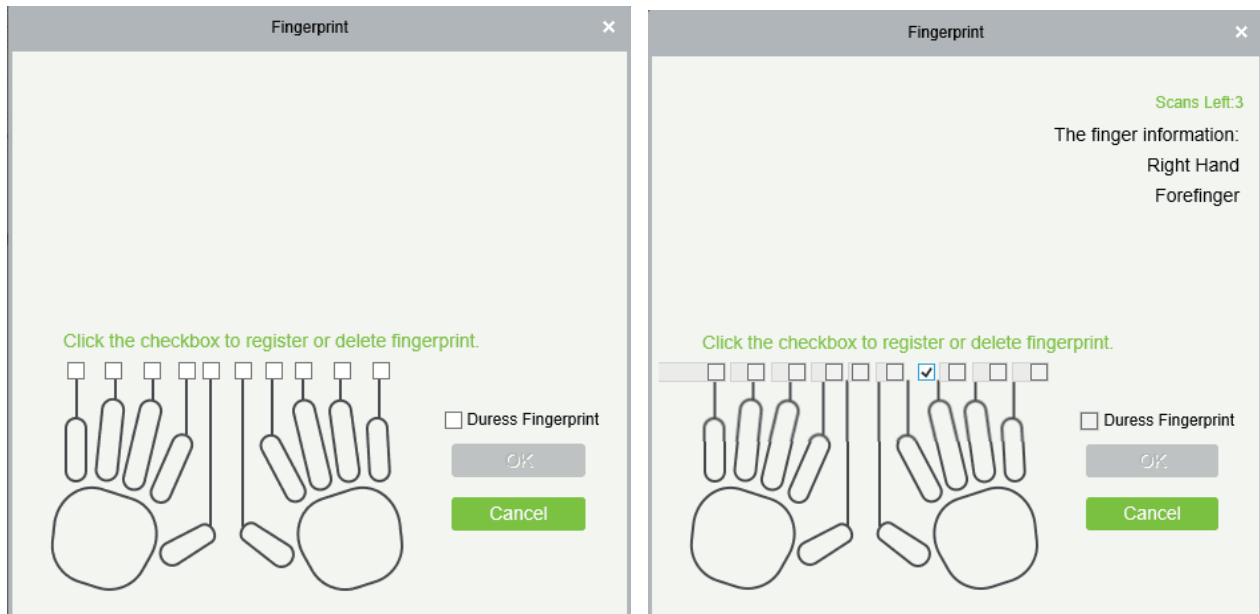 Fingerprint
Click the checkbox to register or delete fingerprint.
Duress Fingerprint
OK
Cancel
Fingerprint
Scans Left:3
The finger information:
Right Hand
Forefinger
Click the checkbox to register or delete fingerprint.
Duress Fingerprint
OK
Cancel